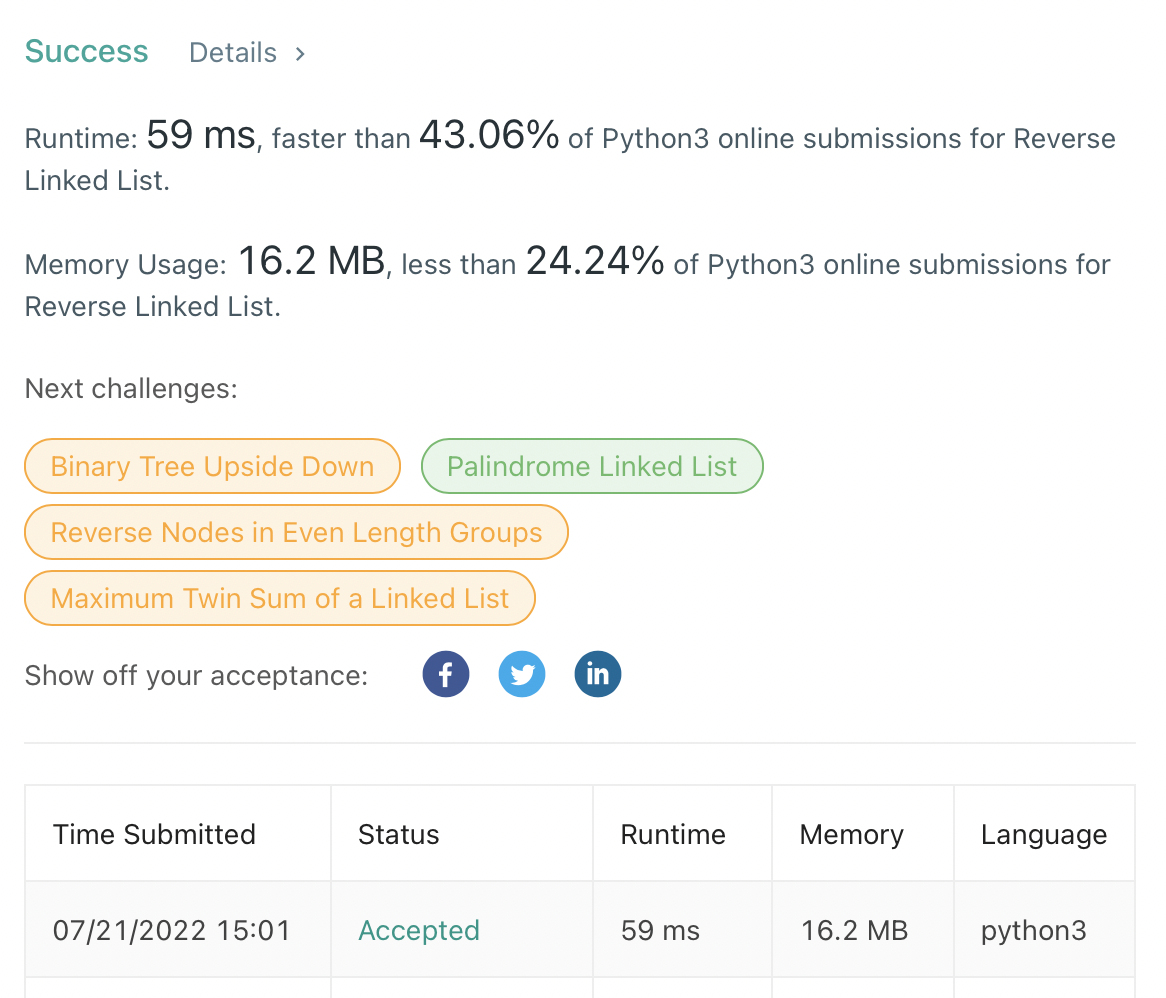 Success Details >
Runtime: 59 ms, faster than 43.06% of Python3 online submissions for Reverse
Linked List.
Memory Usage: 16.2 MB, less than 24.24% of Python3 online submissions for
Reverse Linked List.
Next challenges:
Binary Tree Upside Down Palindrome Linked List
Reverse Nodes in Even Length Groups
Maximum Twin Sum of a Linked List
Show off your acceptance: f in
Time Submitted Status Runtime Memory Language
07/21/2022 15:01 Accepted 59 ms 16.2 MB python3